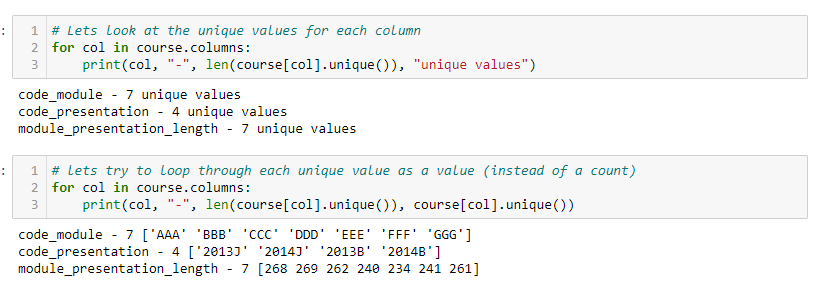 :
1 # Lets look at the unique values for each column
2 for col in course.columns:
3     print(col, "-", len(course[col].unique()), "unique values")
code_module - 7 unique values
code_presentation - 4 unique values
module_presentation_length - 7 unique values
:
1 # Lets try to loop through each unique value as a value (instead of a count)
2 for col in course.columns:
3     print(col, "-", len(course[col].unique()), course[col].unique())
code_module - 7 ['AAA' 'BBB' 'CCC' 'DDD' 'EEE' 'FFF' 'GGG']
code_presentation - 4 ['2013J' '2014J' '2013B' '2014B']
module_presentation_length - 7 [268 269 262 240 234 241 261]